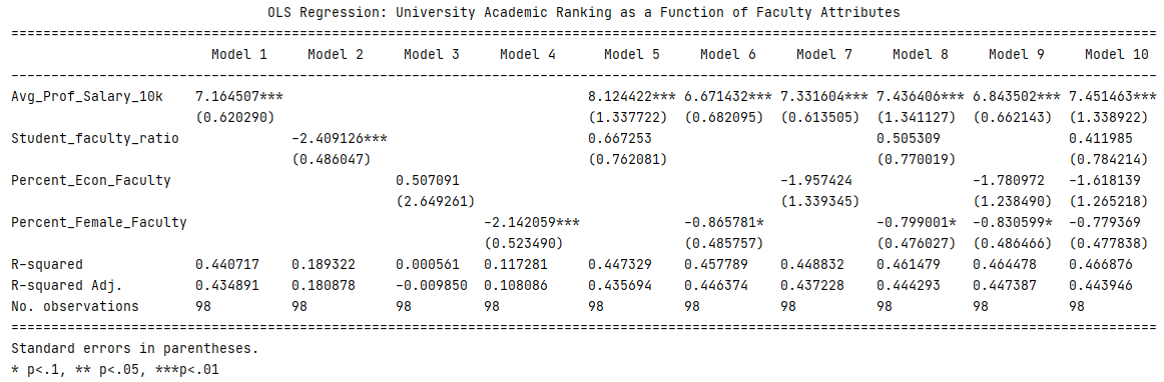 OLS Regression: University Academic Ranking as a Function of Faculty Attributes
====================================================================================================================================================
Model 1 Model 2 Model 3 Model 4 Model 5 Model 6 Model 7 Model 8 Model 9 Model 10
----------------------------------------------------------------------------------------------------------------------------------------------------
Avg_Prof_Salary_10k 7.164507*** 8.124422*** 6.671432*** 7.331604*** 7.436406*** 6.843502*** 7.451463***
(0.620290) (1.337722) (0.682095) (0.613505) (1.341127) (0.662143) (1.338922)
Student_faculty_ratio -2.409126*** 0.667253 0.505309 0.411985
(0.486047) (0.762081) (0.770019) (0.784214)
Percent_Econ_Faculty 0.507091 -1.957424 -1.780972 -1.618139
(2.649261) (1.339345) (1.238490) (1.265218)
Percent_Female_Faculty -2.142059*** -0.865781* -0.799001* -0.830599* -0.779369
(0.523490) (0.485757) (0.476027) (0.486466) (0.477838)
R-squared 0.440717 0.189322 0.000561 0.117281 0.447329 0.457789 0.448832 0.461479 0.464478 0.466876
R-squared Adj. 0.434891 0.180878 -0.009850 0.108086 0.435694 0.446374 0.437228 0.444293 0.447387 0.443946
No. observations 98 98 98 98 98 98 98 98 98 98
====================================================================================================================================================
Standard errors in parentheses.
* p<.1, ** p<.05, ***p<.01